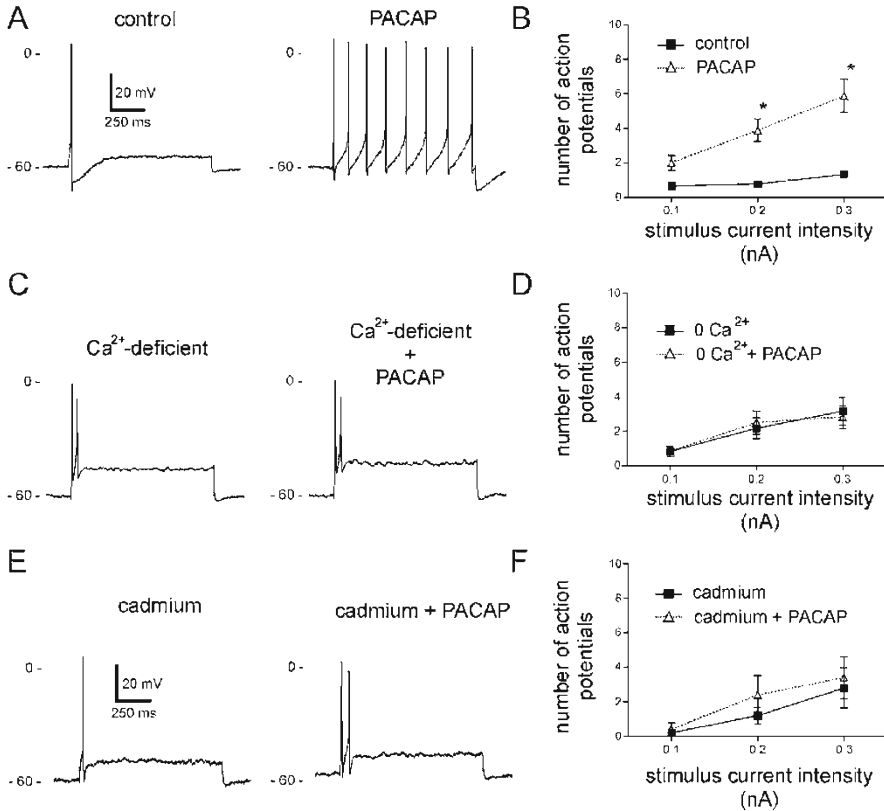 A
control
PACAP
0 -
0 -
20 mV
250 ms
- 60 -
- 60 -
B
control
PACAP
10
8
6
4
2
0
*
*
number of action
potentials
0.1
0.2
0.3
stimulus current intensity
(nA)
C
Ca²⁺-deficient
Ca²⁺-deficient
+
PACAP
0 -
0 -
- 60 -
- 60 -
D
0 Ca²⁺
0 Ca²⁺+ PACAP
10
8
6
4
2
0
number of action
potentials
0.1
0.2
0.3
stimulus current intensity
(nA)
E
cadmium
cadmium + PACAP
0 -
0 -
20 mV
250 ms
- 60 -
- 60 -
F
cadmium
cadmium + PACAP
10
8
6
4
2
0
number of action
potentials
0.1
0.2
0.3
stimulus current intensity
(nA)